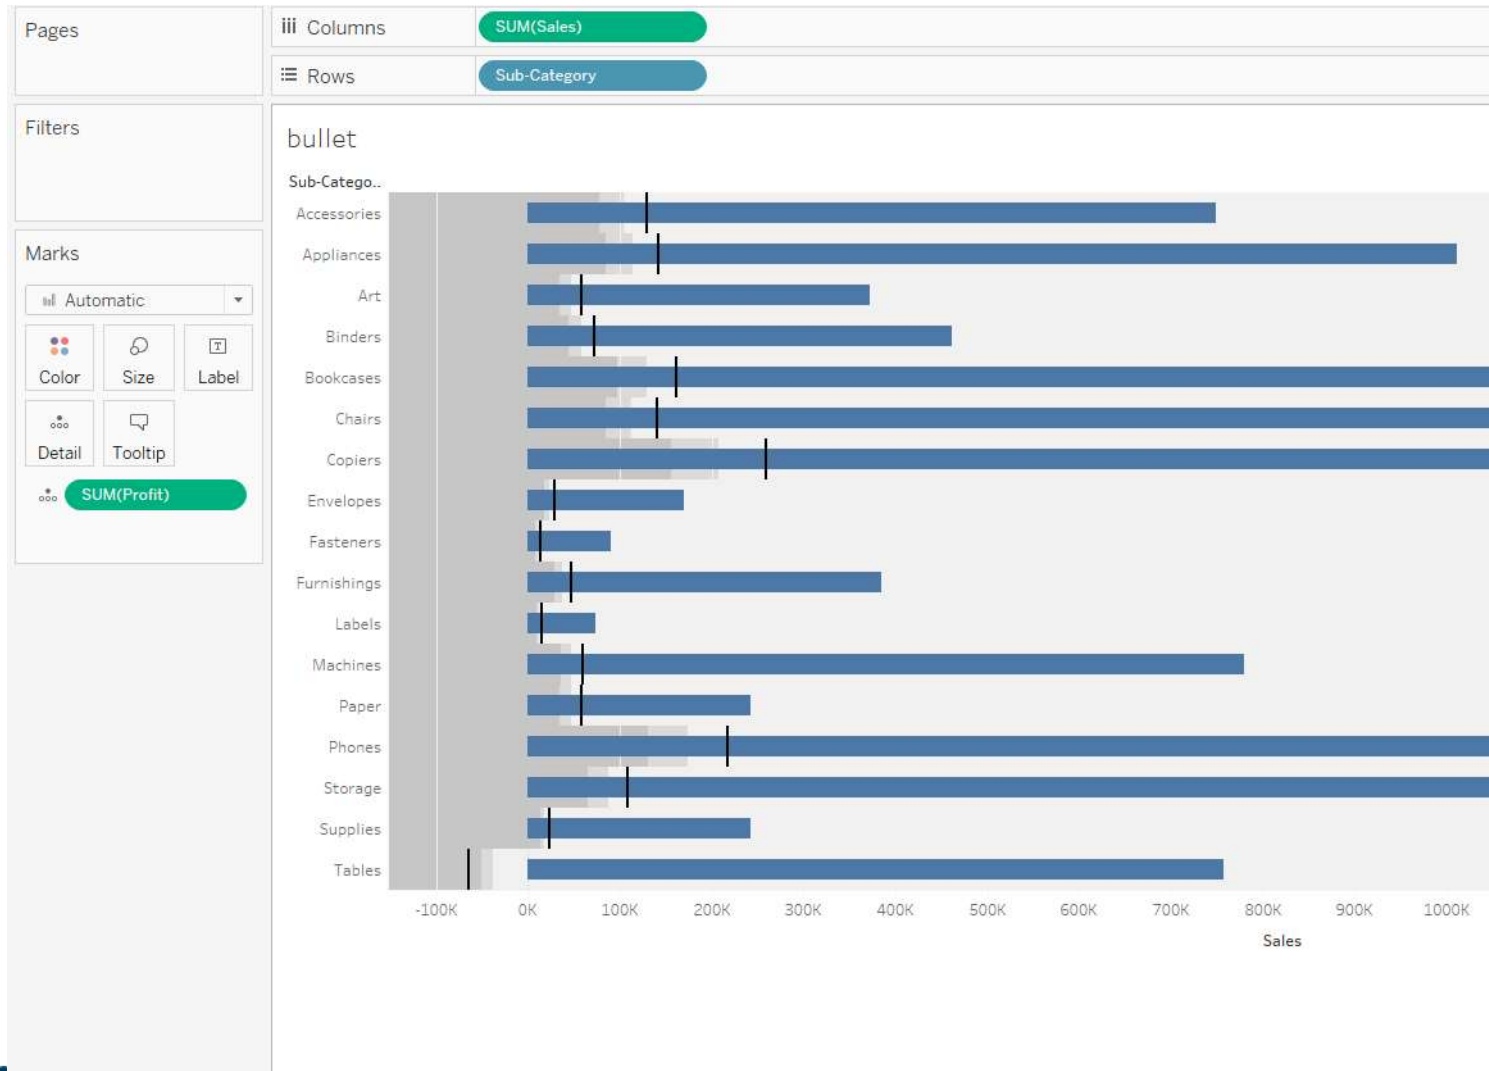 Pages
Columns
SUM(Sales)
Rows
Sub-Category
Filters
Marks
Automatic
Color
Size
Label
Detail
Tooltip
SUM(Profit)
bullet
Sub-Catego..
Accessories
Appliances
Art
Binders
Bookcases
Chairs
Copiers
Envelopes
Fasteners
Furnishings
Labels
Machines
Paper
Phones
Storage
Supplies
Tables
-100K 0K 100K 200K 300K 400K 500K 600K 700K 800K 900K 1000K
Sales